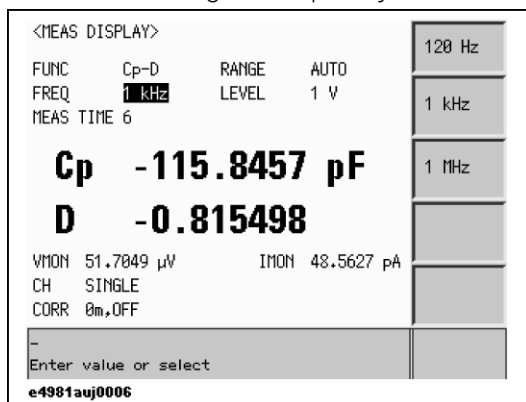 <MEAS DISPLAY>
FUNC Cp-D RANGE AUTO
FREQ 1 kHz LEVEL 1 V
MEAS TIME 6
Cp -115.8457 pF
D -0.815498
VMON 51.7049 µV IMON 48.5627 pA
CH SINGLE
CORR 0m,OFF
120 Hz
1 kHz
1 MHz
_
Enter value or select
e4981auj0006